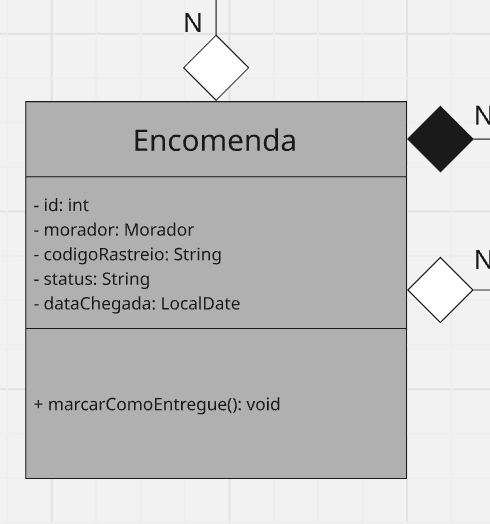 N
Encomenda
N
- id: int
- morador: Morador
- codigoRastreio: String
- status: String
N
- dataChegada: LocalDate
+ marcarComoEntregue(): void